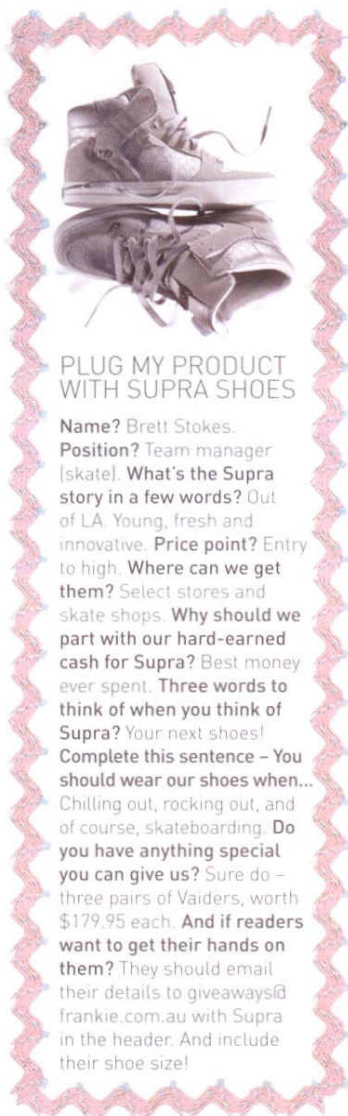 PLUG MY PRODUCT
WITH SUPRA SHOES
Name? Brett Stokes.
Position? Team manager
(skate). What's the Supra
story in a few words? Out
of LA. Young, fresh and
innovative. Price point? Entry
to high. Where can we get
them? Select stores and
skate shops. Why should we
part with our hard-earned
cash for Supra? Best money
ever spent. Three words to
think of when you think of
Supra? Your next shoes!
Complete this sentence – You
should wear our shoes when...
Chilling out, rocking out, and
of course, skateboarding. Do
you have anything special
you can give us? Sure do –
three pairs of Vaiders, worth
$179.95 each. And if readers
want to get their hands on
them? They should email
their details to giveaways@
frankie.com.au with Supra
in the header. And include
their shoe size!